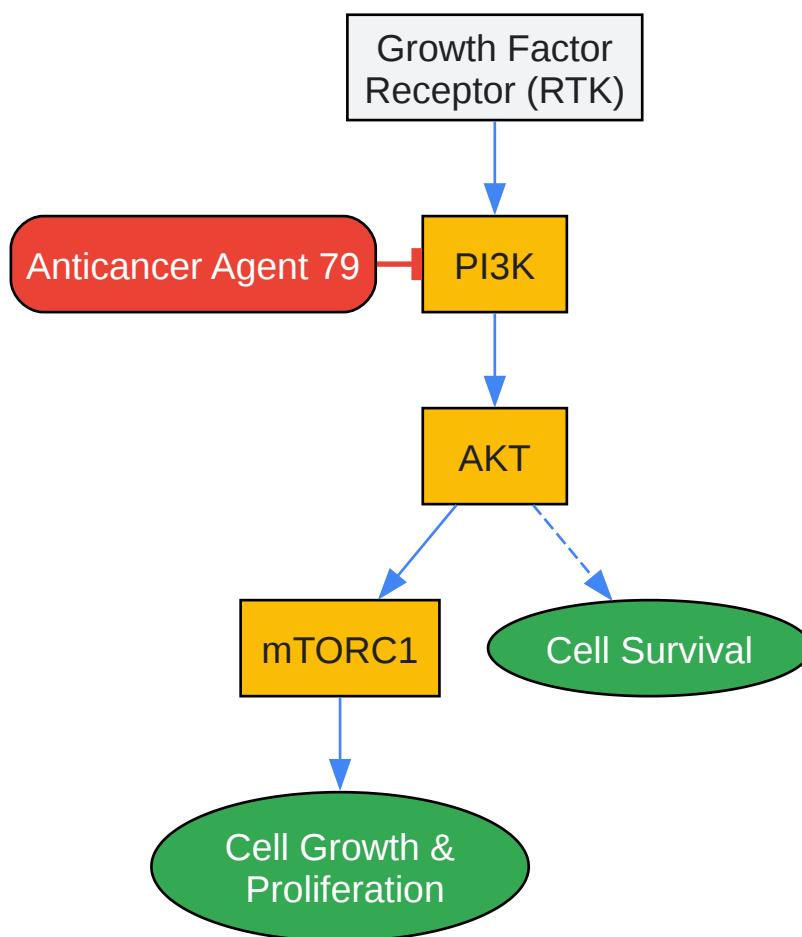 Growth Factor
Receptor (RTK)
Anticancer Agent 79
PI3K
AKT
mTORC1
Cell Survival
Cell Growth &
Proliferation